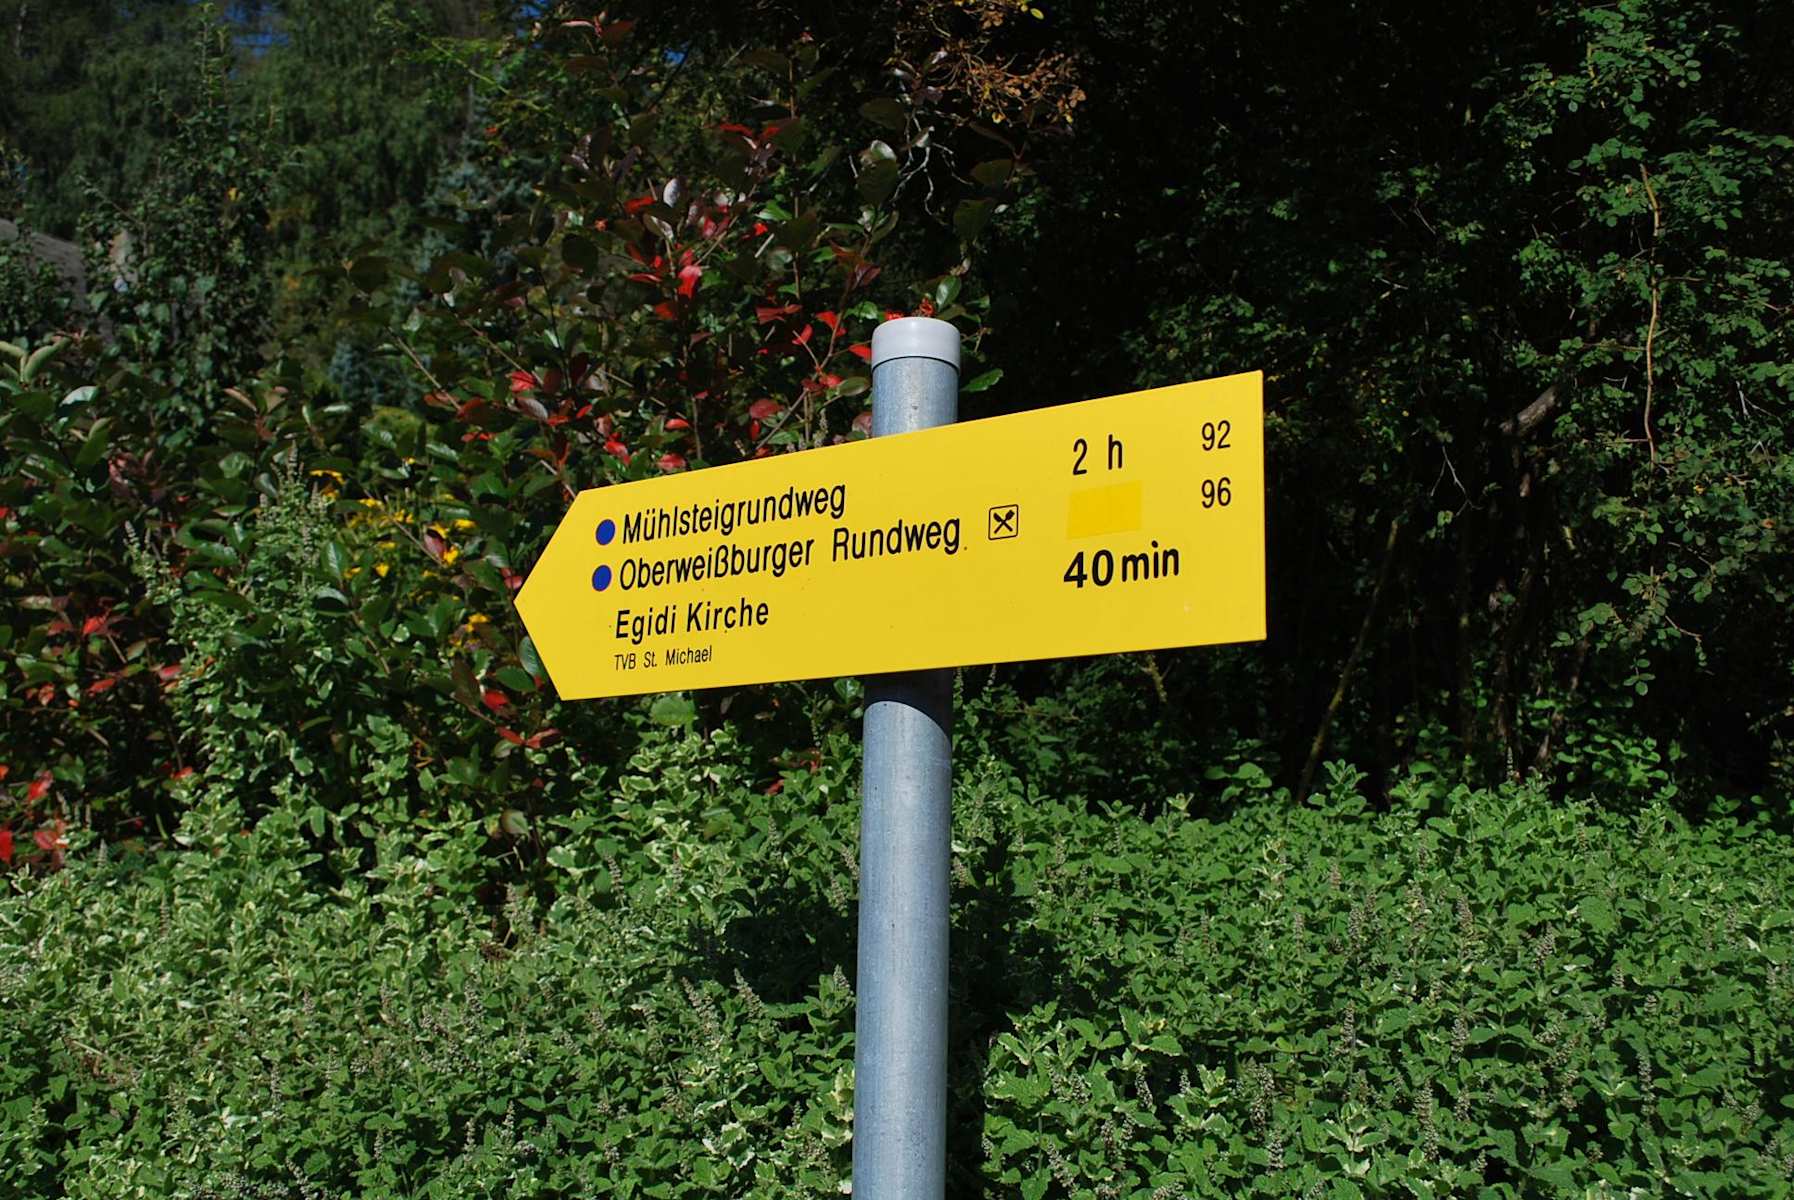 Mühlsteigrundweg 2 h 92
Oberweißburger Rundweg 96
Egidi Kirche 40 min
TVB St. Michael